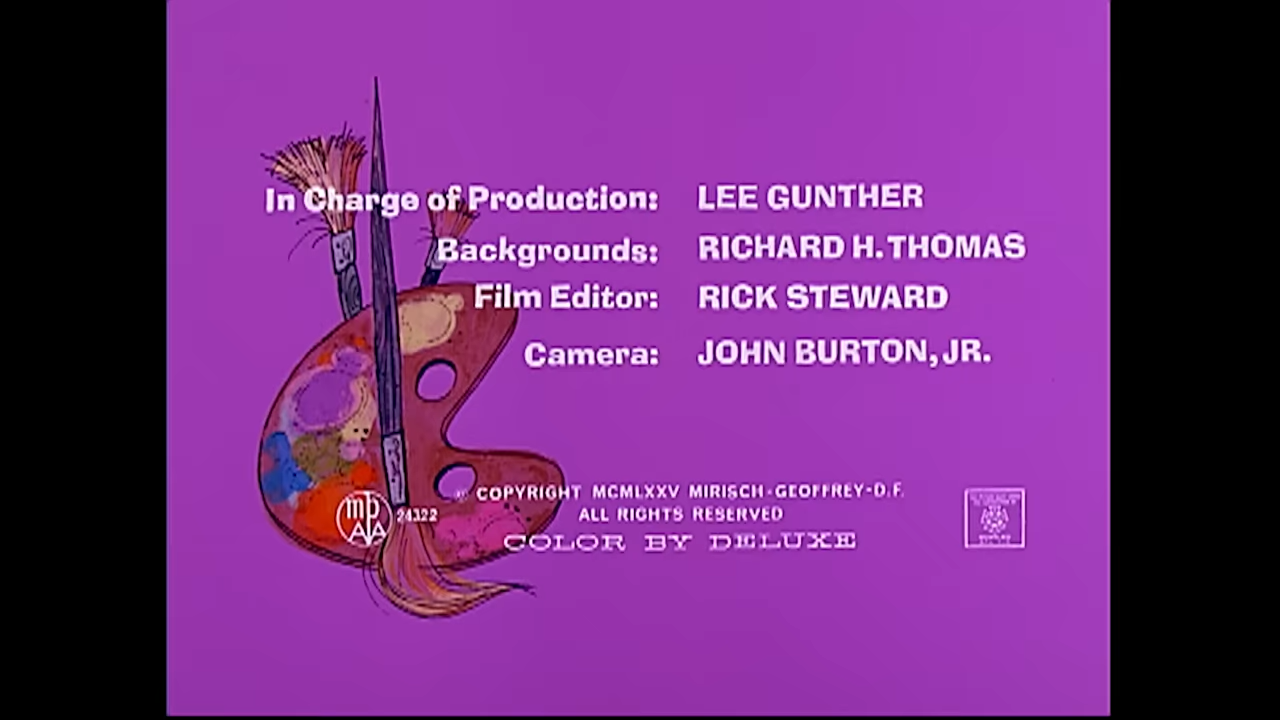 In Charge of Production: LEE GUNTHER
Backgrounds: RICHARD H. THOMAS
Film Editor: RICK STEWARD
Camera: JOHN BURTON, JR.
© COPYRIGHT MCMLXXV MIRISCH-GEOFFREY-D.F.
ALL RIGHTS RESERVED
mpAA 24322
COLOR BY DELUXE